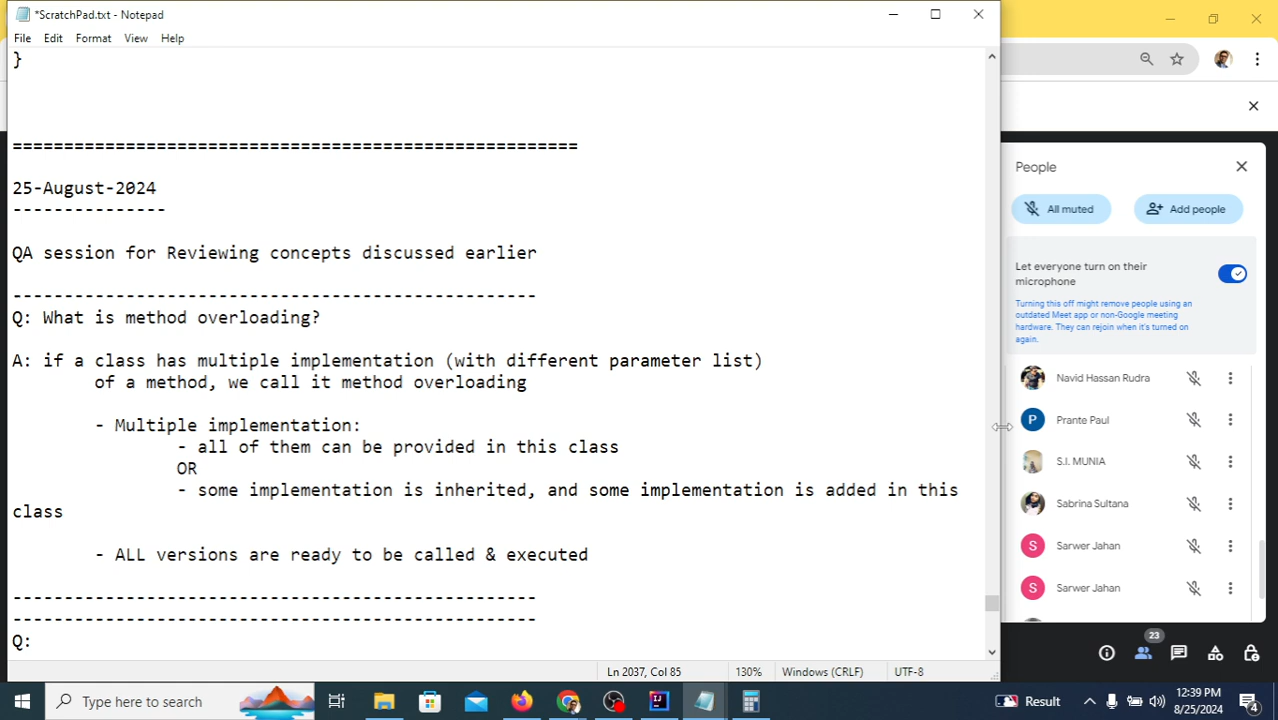 *ScratchPad.txt - Notepad
File Edit Format View Help
}
=======================================================
25-August-2024
---------------
QA session for Reviewing concepts discussed earlier
---------------------------------------------------
Q: What is method overloading?
A: if a class has multiple implementation (with different parameter list)
of a method, we call it method overloading
- Multiple implementation:
- all of them can be provided in this class
OR
- some implementation is inherited, and some implementation is added in this
class
- ALL versions are ready to be called & executed
---------------------------------------------------
---------------------------------------------------
Q:
Ln 2037, Col 85 130% Windows (CRLF) UTF-8
People
All muted
Add people
Let everyone turn on their
microphone
Turning this off might remove people using an
outdated Meet app or non-Google meeting
hardware. They can rejoin when it's turned on
again.
Navid Hassan Rudra
P Prante Paul
S.I. MUNIA
Sabrina Sultana
S Sarwer Jahan
S Sarwer Jahan
23
Type here to search
Result
12:39 PM
8/25/2024
4